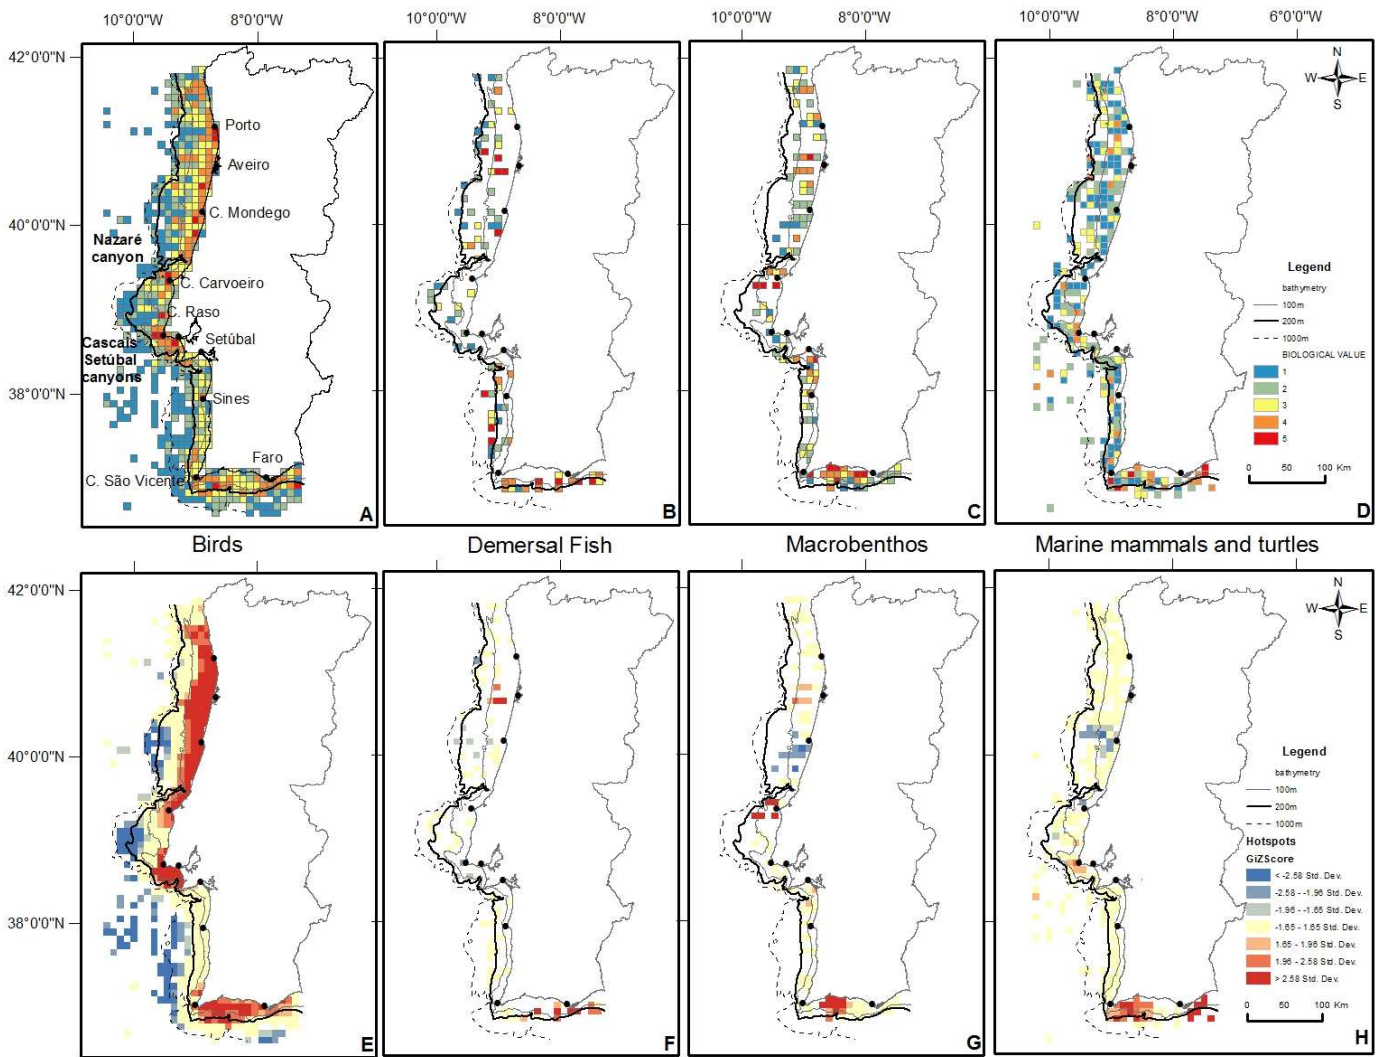 10°0'0"W 8°0'0"W 10°0'0"W 8°0'0"W 10°0'0"W 8°0'0"W 10°0'0"W 8°0'0"W 6°0'0"W
42°0'0"N
40°0'0"N
38°0'0"N
Porto
Aveiro
C. Mondego
Nazaré
canyon
C. Carvoeiro
C. Raso
Cascais
Setúbal
canyons
Setúbal
Sines
Faro
C. São Vicente
A
B
C
N
W E
S
Legend
bathymetry
100m
200m
1000m
BIOLOGICAL VALUE
1
2
3
4
5
0 50 100 Km
D
Birds
Demersal Fish
Macrobenthos
Marine mammals and turtles
42°0'0"N
40°0'0"N
38°0'0"N
E
F
G
N
W E
S
Legend
bathymetry
100m
200m
1000m
Hotspots
GiZScore
< -2.58 Std. Dev.
-2.58 - -1.96 Std. Dev.
-1.96 - -1.65 Std. Dev.
-1.65 - 1.65 Std. Dev.
1.65 - 1.96 Std. Dev.
1.96 - 2.58 Std. Dev.
> 2.58 Std. Dev.
0 50 100 Km
H